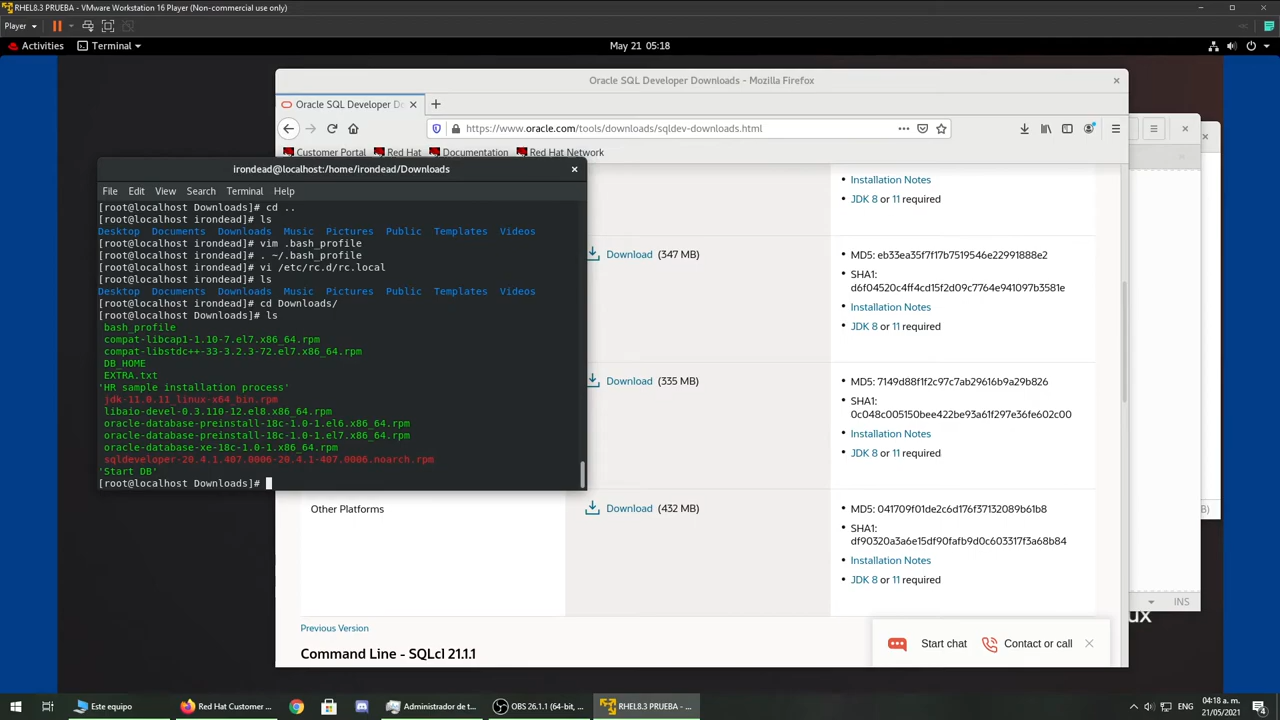 RHEL8.3 PRUEBA - VMware Workstation 16 Player (Non-commercial use only)
Player
Activities
Terminal
May 21 05:18
Oracle SQL Developer Downloads - Mozilla Firefox
Oracle SQL Developer Do
https://www.oracle.com/tools/downloads/sqldev-downloads.html
Customer Portal
Red Hat
Documentation
Red Hat Network
irondead@localhost:/home/irondead/Downloads
File Edit View Search Terminal Help
[root@localhost Downloads]# cd ..
[root@localhost irondead]# ls
Desktop Documents Downloads Music Pictures Public Templates Videos
[root@localhost irondead]# vim .bash_profile
[root@localhost irondead]# . ~/.bash_profile
[root@localhost irondead]# vi /etc/rc.d/rc.local
[root@localhost irondead]# ls
Desktop Documents Downloads Music Pictures Public Templates Videos
[root@localhost irondead]# cd Downloads/
[root@localhost Downloads]# ls
bash_profile
compat-libcap1-1.10-7.el7.x86_64.rpm
compat-libstdc++-33-3.2.3-72.el7.x86_64.rpm
DB_HOME
EXTRA.txt
'HR sample installation process'
jdk-11.0.11_linux-x64_bin.rpm
libaio-devel-0.3.110-12.el8.x86_64.rpm
oracle-database-preinstall-18c-1.0-1.el6.x86_64.rpm
oracle-database-preinstall-18c-1.0-1.el7.x86_64.rpm
oracle-database-xe-18c-1.0-1.x86_64.rpm
sqldeveloper-20.4.1.407.0006-20.4.1-407.0006.noarch.rpm
'Start DB'
[root@localhost Downloads]#
• Installation Notes
• JDK 8 or 11 required
Download (347 MB)
• MD5: eb33ea35f7f17b7519546e22991888e2
• SHA1:
d6f04520c4ff4cd15f2d09c7764e941097b3581e
• Installation Notes
• JDK 8 or 11 required
Download (335 MB)
• MD5: 7149d88f1f2c97c7ab29616b9a29b826
• SHA1:
0c048c005150bee422be93a61f297e36fe602c00
• Installation Notes
• JDK 8 or 11 required
Other Platforms
Download (432 MB)
• MD5: 041709f01de2c6d176f37132089b61b8
• SHA1:
df90320a3a6e15df90fafb9d0c603317f3a68b84
• Installation Notes
• JDK 8 or 11 required
Previous Version
Command Line - SQLcl 21.1.1
Start chat
Contact or call
B)
INS
ux
Este equipo
Red Hat Customer ...
Administrador de t...
OBS 26.1.1 (64-bit, ...
RHEL8.3 PRUEBA - ...
ENG
04:18 a. m.
21/05/2021
4